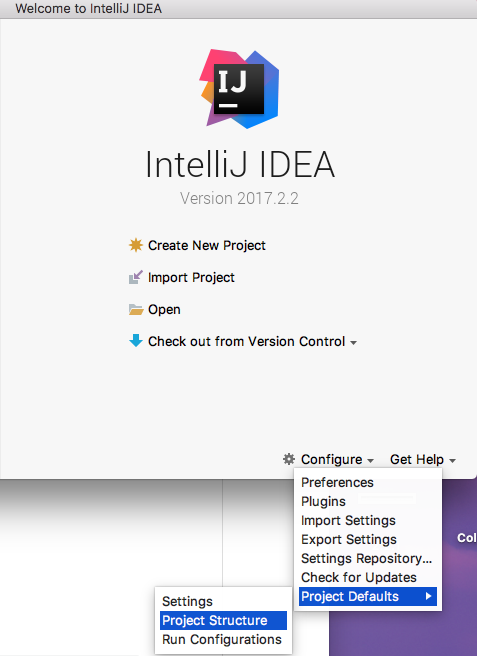 Welcome to IntelliJ IDEA
IJ
IntelliJ IDEA
Version 2017.2.2
Create New Project
Import Project
Open
Check out from Version Control
Configure
Get Help
Preferences
Plugins
Import Settings
Export Settings
Settings Repository...
Check for Updates
Project Defaults
Settings
Project Structure
Run Configurations
Col